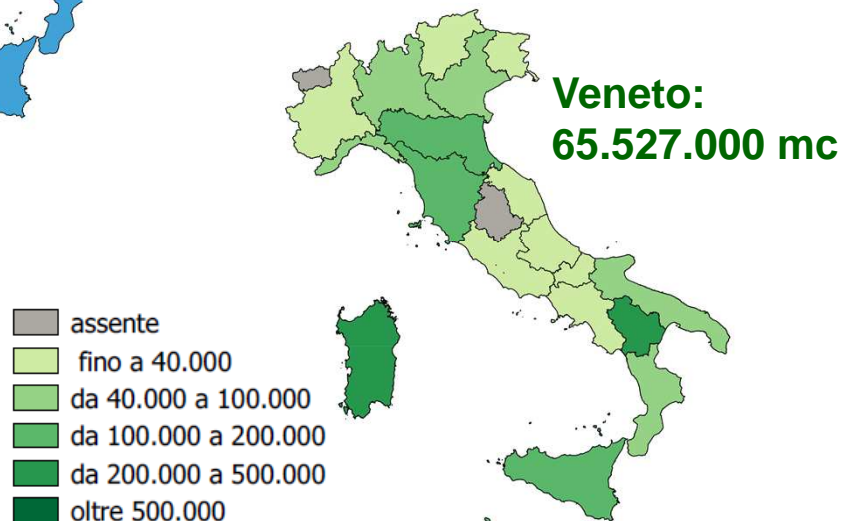 Veneto:
65.527.000 mc
assente
fino a 40.000
da 40.000 a 100.000
da 100.000 a 200.000
da 200.000 a 500.000
oltre 500.000